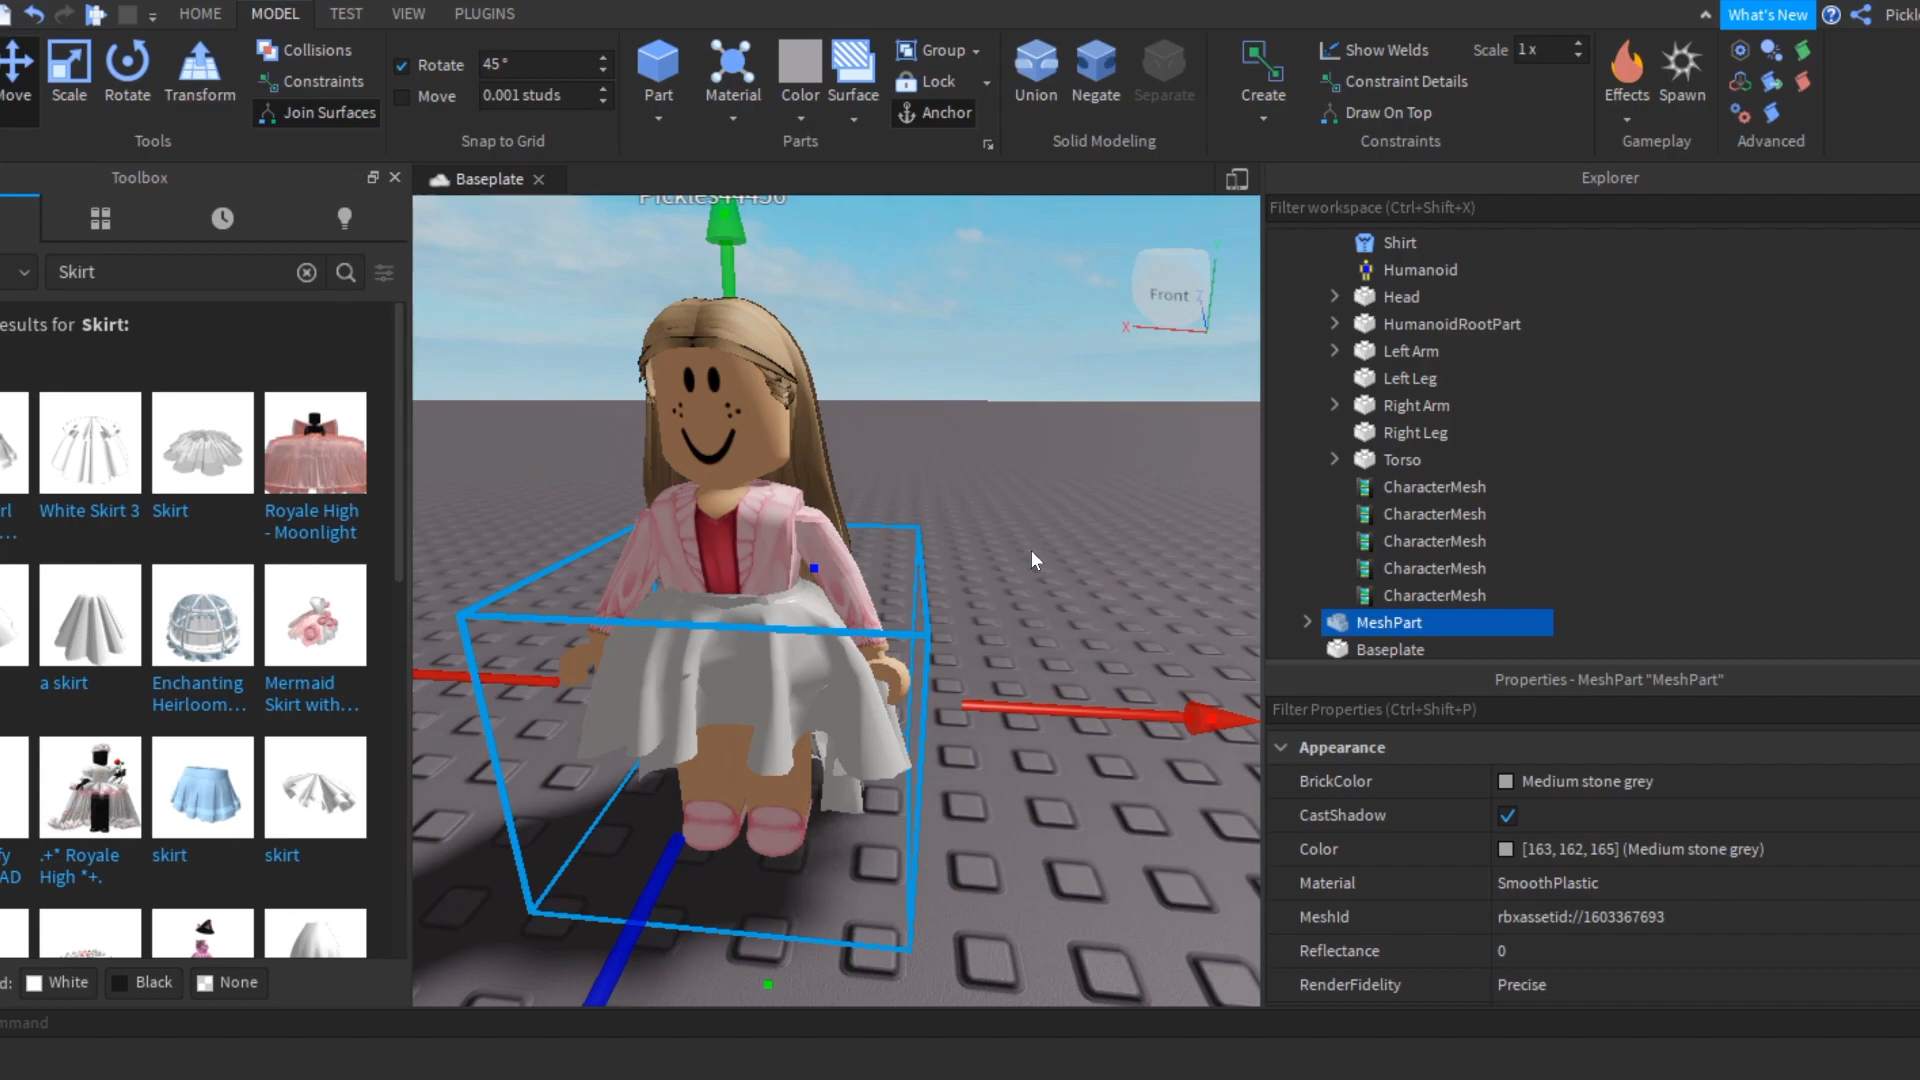 HOME MODEL TEST VIEW PLUGINS What's New
Move Scale Rotate Transform
Collisions
Constraints
Join Surfaces
Tools
Rotate 45 °
Move 0.001 studs
Snap to Grid
Part Material Color Surface
Group
Lock
Anchor
Parts
Union Negate Separate
Solid Modeling
Create
Show Welds Scale 1 x
Constraint Details
Draw On Top
Constraints
Effects Spawn
Gameplay
Advanced
Toolbox
Skirt
esults for Skirt:
White Skirt 3
Skirt
Royale High
- Moonlight
a skirt
Enchanting
Heirloom...
Mermaid
Skirt with...
.+* Royale
High *+.
skirt
skirt
White Black None
mmand
Baseplate
Front
X
Explorer
Filter workspace (Ctrl+Shift+X)
Shirt
Humanoid
Head
HumanoidRootPart
Left Arm
Left Leg
Right Arm
Right Leg
Torso
CharacterMesh
CharacterMesh
CharacterMesh
CharacterMesh
CharacterMesh
MeshPart
Baseplate
Properties - MeshPart "MeshPart"
Filter Properties (Ctrl+Shift+P)
Appearance
BrickColor Medium stone grey
CastShadow
Color [163, 162, 165] (Medium stone grey)
Material SmoothPlastic
MeshId rbxassetid://1603367693
Reflectance 0
RenderFidelity Precise